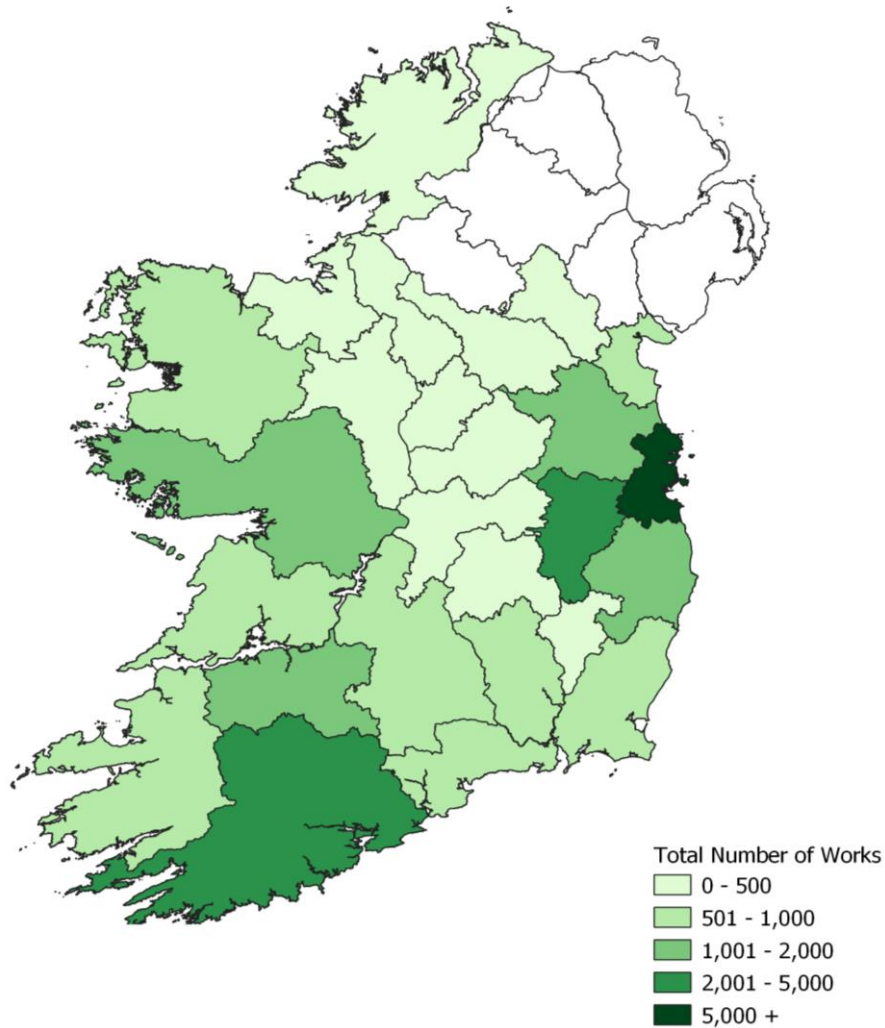 Total Number of Works
0 - 500
501 - 1,000
1,001 - 2,000
2,001 - 5,000
5,000 +